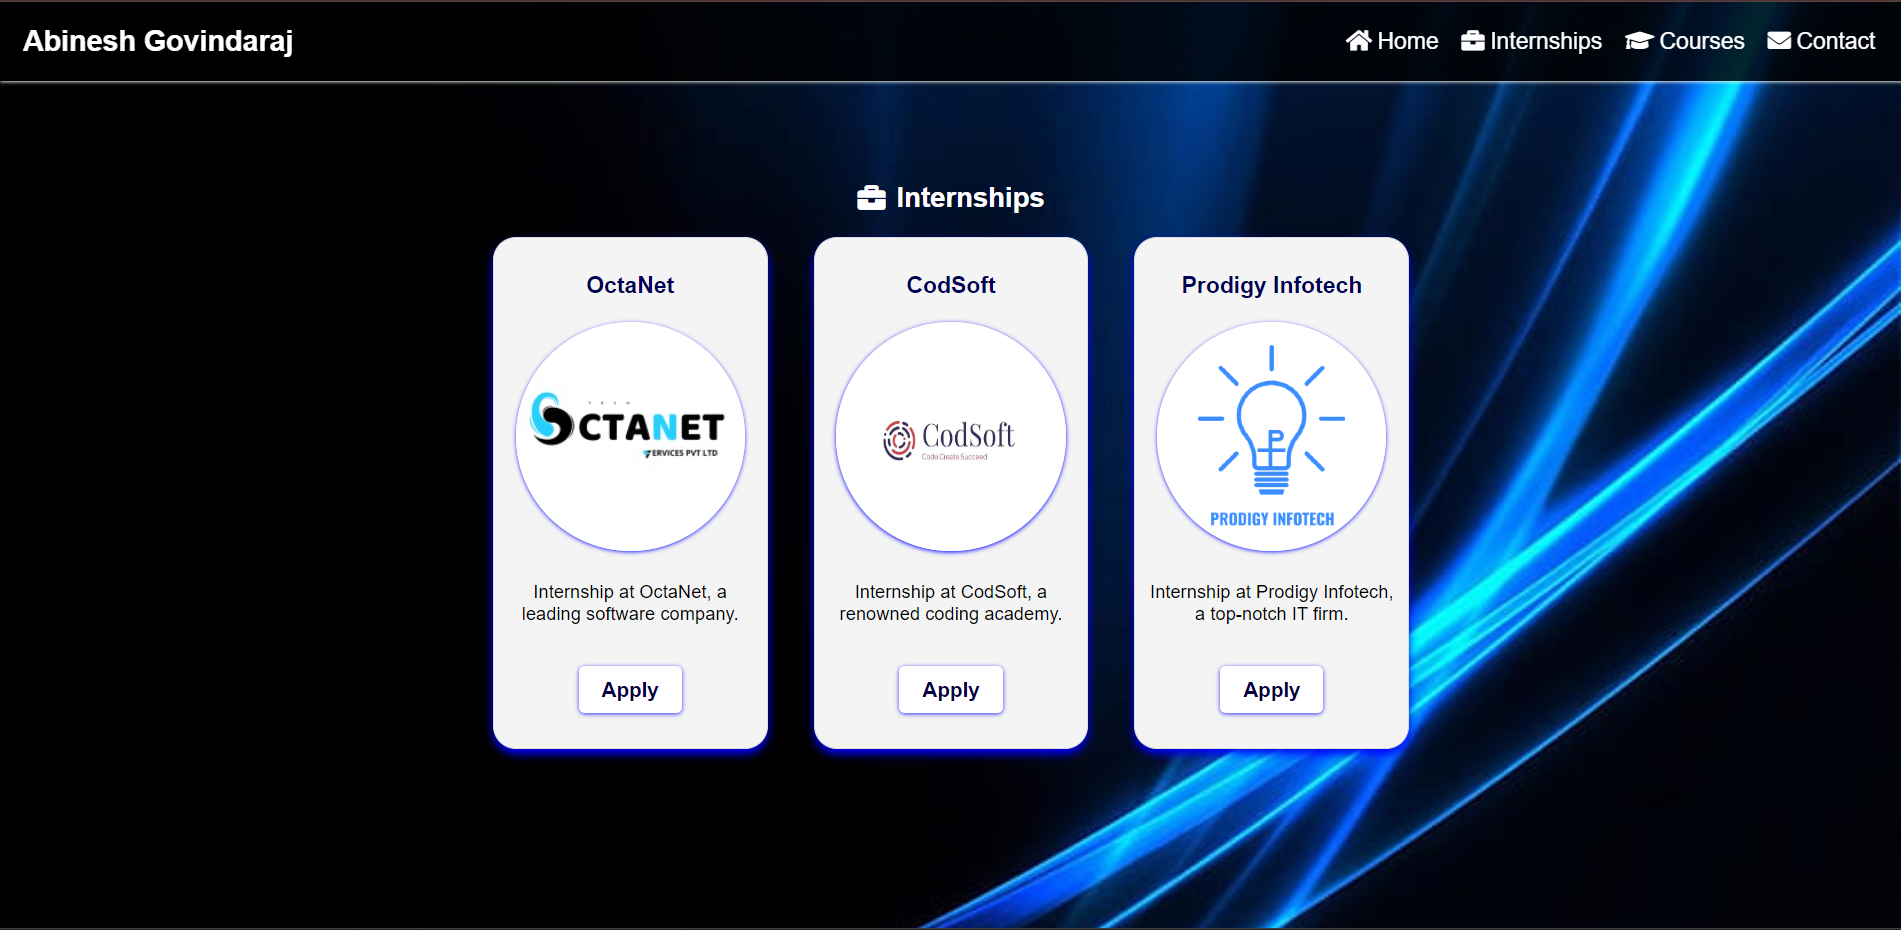 Abinesh Govindaraj
Home Internships Courses Contact
Internships
OctaNet
CTANET
ERVICES PVT LTD
Internship at OctaNet, a
leading software company.
Apply
CodSoft
CodSoft
Code.Create Succeed
Internship at CodSoft, a
renowned coding academy.
Apply
Prodigy Infotech
PRODIGY INFOTECH
Internship at Prodigy Infotech,
a top-notch IT firm.
Apply